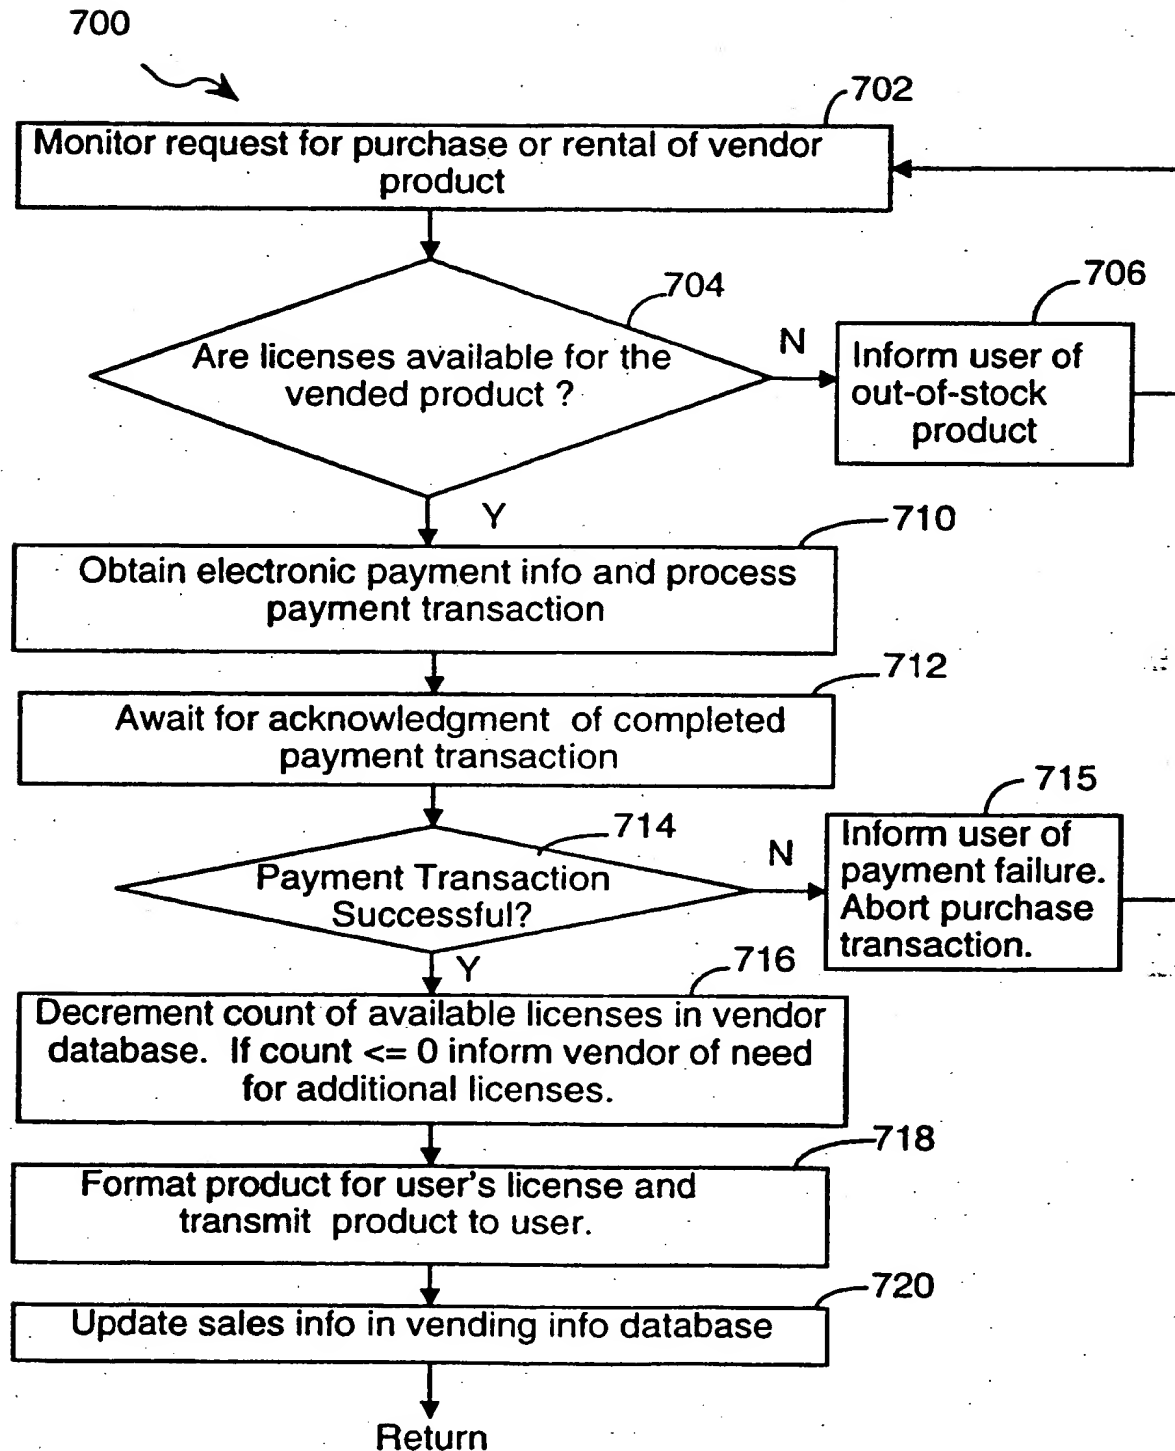 700
702
Monitor request for purchase or rental of vendor
product
704
Are licenses available for the
vended product ?
N
706
Inform user of
out-of-stock
product
Y
710
Obtain electronic payment info and process
payment transaction
712
Await for acknowledgment of completed
payment transaction
714
Payment Transaction
Successful?
N
715
Inform user of
payment failure.
Abort purchase
transaction.
Y
716
Decrement count of available licenses in vendor
database. If count <= 0 inform vendor of need
for additional licenses.
718
Format product for user's license and
transmit product to user.
720
Update sales info in vending info database
Return